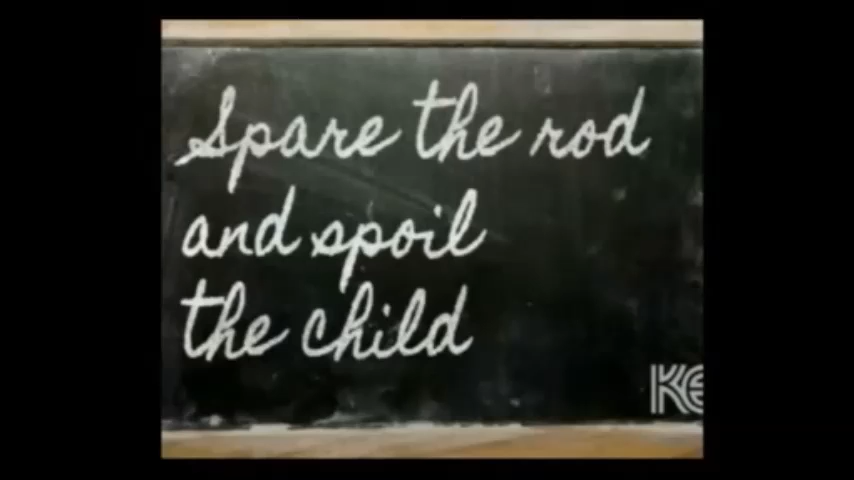 Spare the rod
and spoil
the child